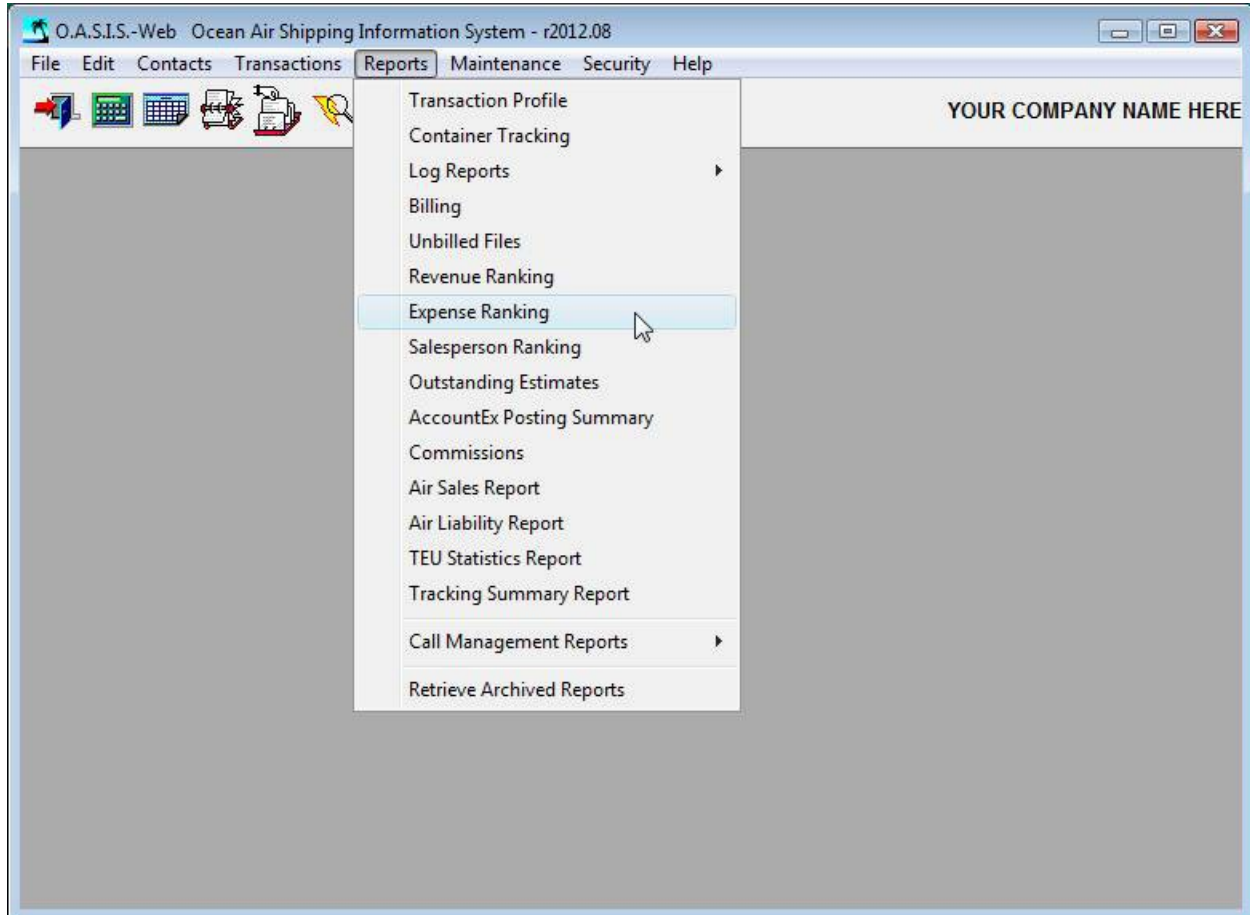 O.A.S.I.S.-Web Ocean Air Shipping Information System - r2012.08
File Edit Contacts Transactions Reports Maintenance Security Help
YOUR COMPANY NAME HERE
Transaction Profile
Container Tracking
Log Reports
Billing
Unbilled Files
Revenue Ranking
Expense Ranking
Salesperson Ranking
Outstanding Estimates
AccountEx Posting Summary
Commissions
Air Sales Report
Air Liability Report
TEU Statistics Report
Tracking Summary Report
Call Management Reports
Retrieve Archived Reports